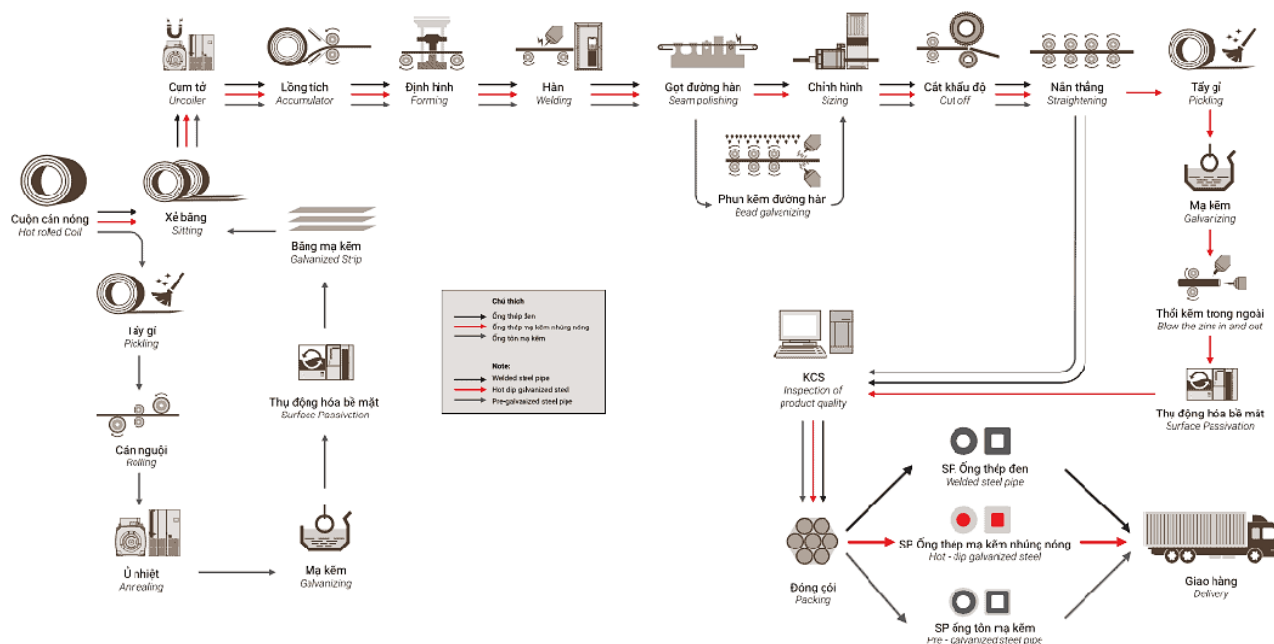 Cụm tở
Uncoiler
Lồng tích
Accumulator
Định hình
Forming
Hàn
Welding
Gọt đường hàn
Seam polishing
Chỉnh hình
Sizing
Cắt khẩu độ
Cut off
Nắn thẳng
Straightening
Tẩy gỉ
Pickling
Cuộn cán nóng
Hot rolled Coil
Xẻ băng
Sitting
Băng mạ kẽm
Galvanized Strip
Phun kẽm đường hàn
Bead galvanizing
Mạ kẽm
Galvanizing
Tẩy gỉ
Pickling
Chú thích
Ống thép đen
Ống thép mạ kẽm nhúng nóng
Ống tôn mạ kẽm
Note:
Welded steel pipe
Hot dip galvanized steel
Pre-galvanized steel pipe
Thổi kẽm trong ngoài
Blow the zinc in and out
Thụ động hóa bề mặt
Surface Passivction
KCS
Inspection of
product quality
Thụ động hóa bề mặt
Surface Passivation
Cán nguội
Rolling
SP. Ống thép đen
Welded steel pipe
SP. Ống thép mạ kẽm nhúng nóng
Hot - dip galvanized steel
Ủ nhiệt
Annealing
Mạ kẽm
Galvanizing
Đóng gói
Packing
Giao hàng
Delivery
SP ống tôn mạ kẽm
Pre - galvanized steel pipe